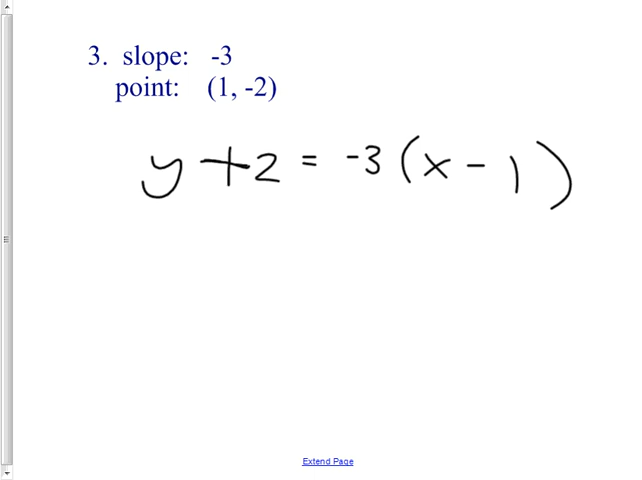 3. slope: -3
point: (1, -2)
y + 2 = -3 (x - 1)
Extend Page